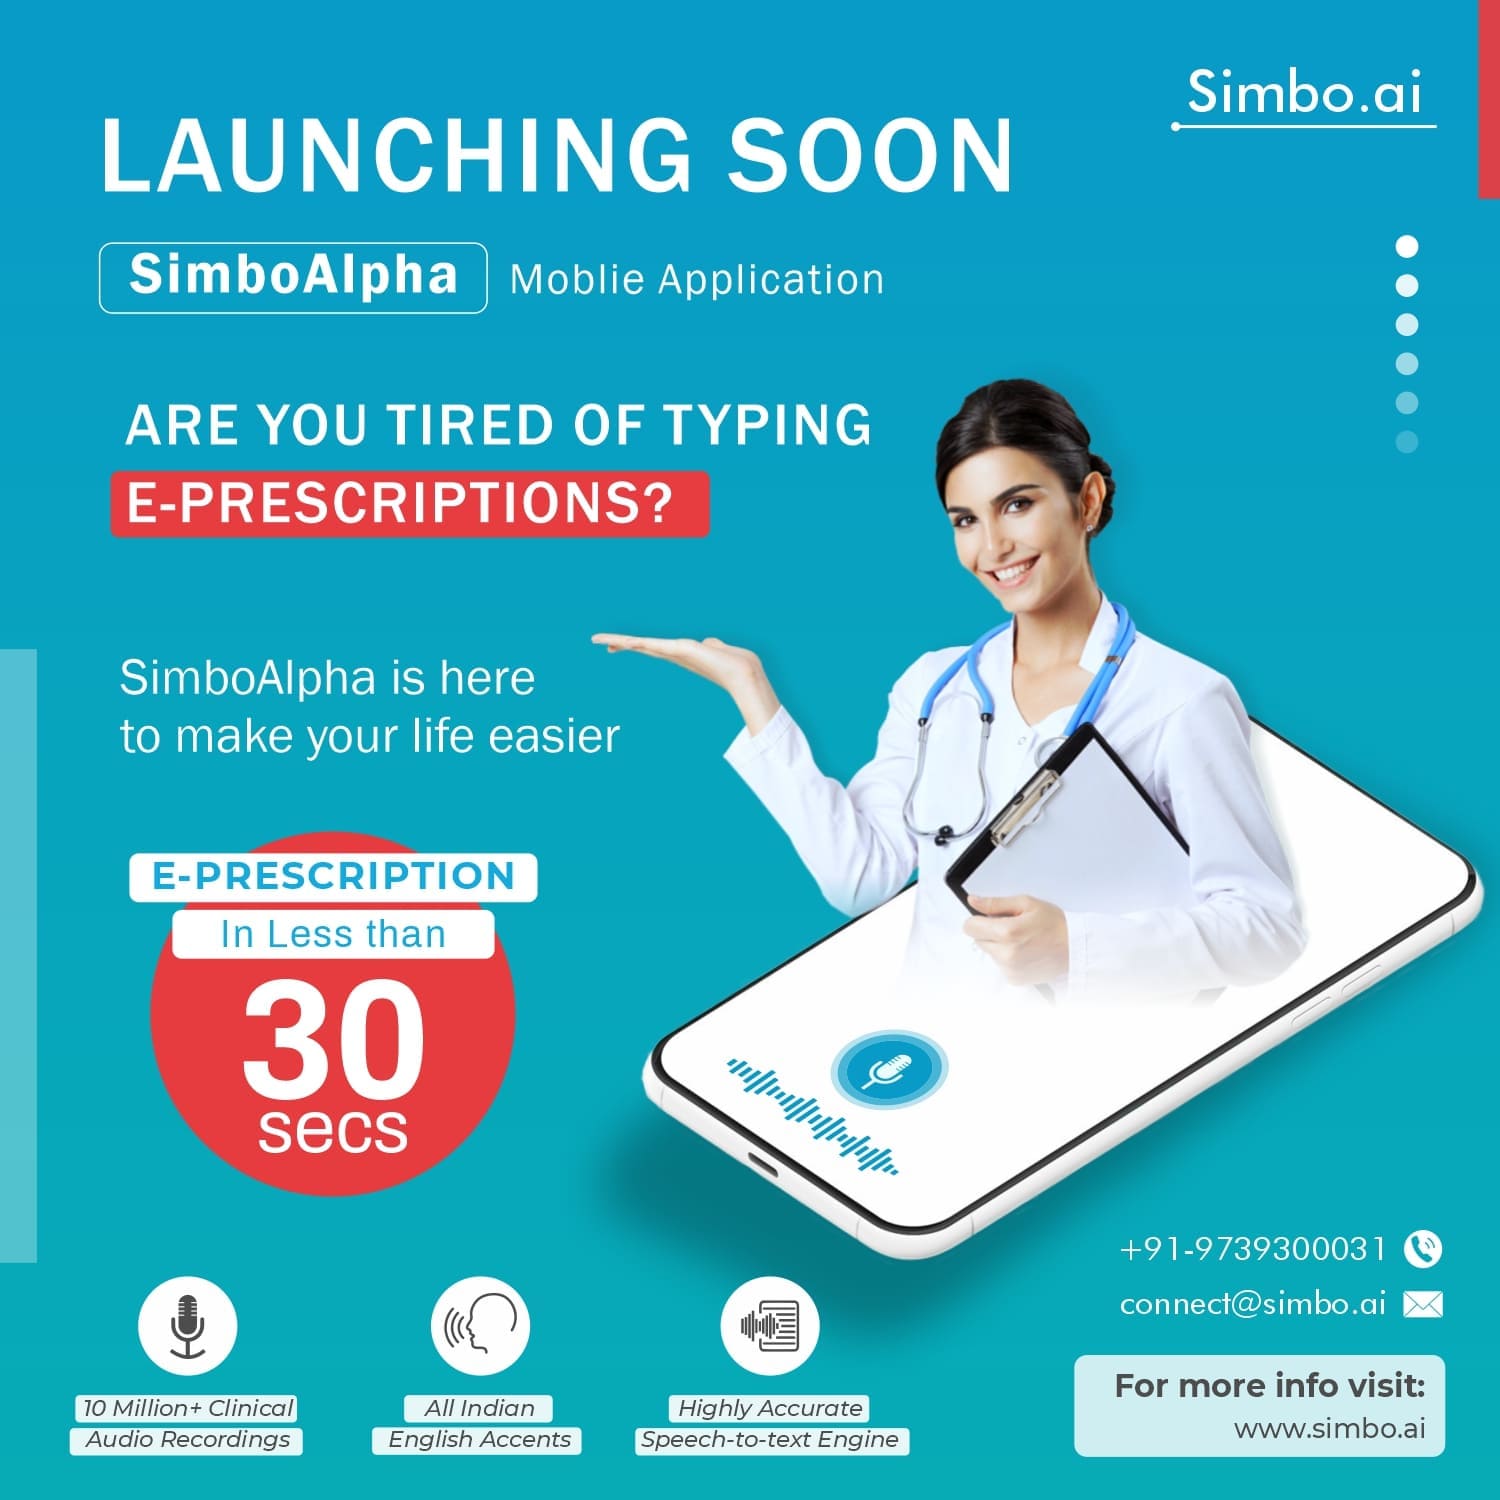 Simbo.ai
LAUNCHING SOON
SimboAlpha Moblie Application
ARE YOU TIRED OF TYPING
E-PRESCRIPTIONS?
SimboAlpha is here
to make your life easier
E-PRESCRIPTION
In Less than
30
secs
10 Million+ Clinical
Audio Recordings
All Indian
English Accents
Highly Accurate
Speech-to-text Engine
+91-9739300031
connect@simbo.ai
For more info visit:
www.simbo.ai